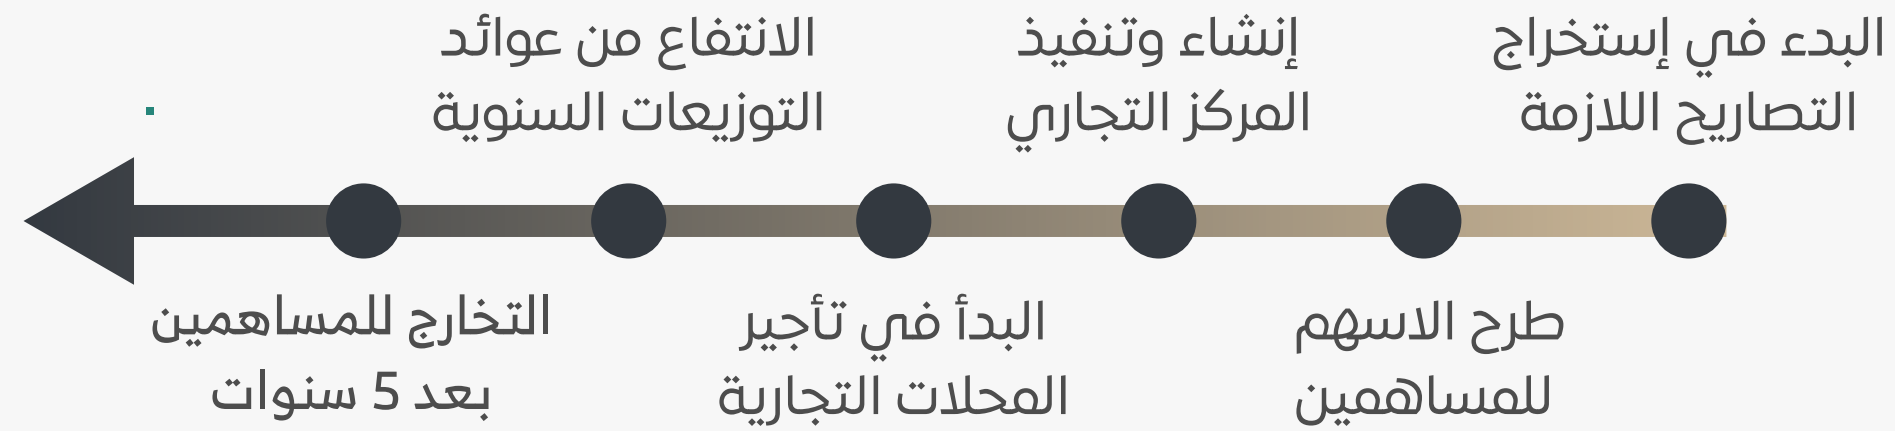 البدء في إستخراج
التصاريح اللازمة
طرح الاسهم
للمساهمين
إنشاء وتنفيذ
المركز التجاري
البدأ في تأجير
المحلات التجارية
الانتفاع من عوائد
التوزيعات السنوية
التخارج للمساهمين
بعد 5 سنوات